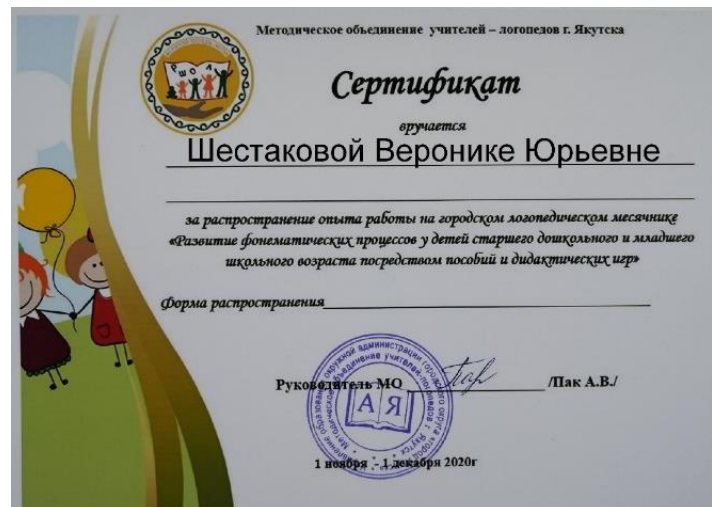 Методическое объединение учителей – логопедов г. Якутска
РШОЛ
Сертификат
вручается
Шестаковой Веронике Юрьевне
за распространение опыта работы на городском логопедическом месячнике
«Развитие фонематических процессов у детей старшего дошкольного и младшего
школьного возраста посредством пособий и дидактических игр»
Форма распространения
Руководитель МО /Пак А.В./
А Я
1 ноября - 1 декабря 2020г